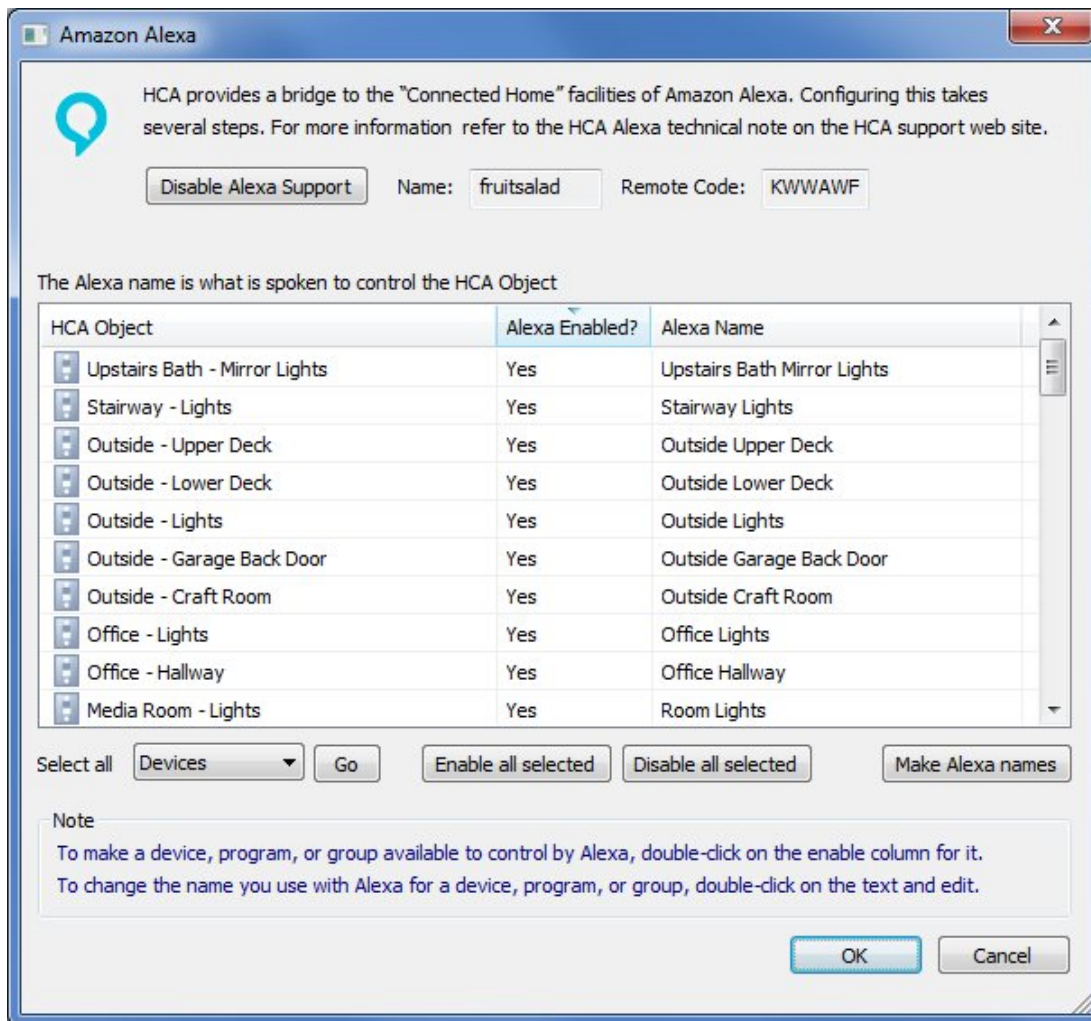 Amazon Alexa
HCA provides a bridge to the "Connected Home" facilities of Amazon Alexa. Configuring this takes
several steps. For more information refer to the HCA Alexa technical note on the HCA support web site.
Disable Alexa Support Name: fruitsalad Remote Code: KWWAWF
The Alexa name is what is spoken to control the HCA Object
HCA Object Alexa Enabled? Alexa Name
Upstairs Bath - Mirror Lights Yes Upstairs Bath Mirror Lights
Stairway - Lights Yes Stairway Lights
Outside - Upper Deck Yes Outside Upper Deck
Outside - Lower Deck Yes Outside Lower Deck
Outside - Lights Yes Outside Lights
Outside - Garage Back Door Yes Outside Garage Back Door
Outside - Craft Room Yes Outside Craft Room
Office - Lights Yes Office Lights
Office - Hallway Yes Office Hallway
Media Room - Lights Yes Room Lights
Select all Devices Go Enable all selected Disable all selected Make Alexa names
Note
To make a device, program, or group available to control by Alexa, double-click on the enable column for it.
To change the name you use with Alexa for a device, program, or group, double-click on the text and edit.
OK Cancel